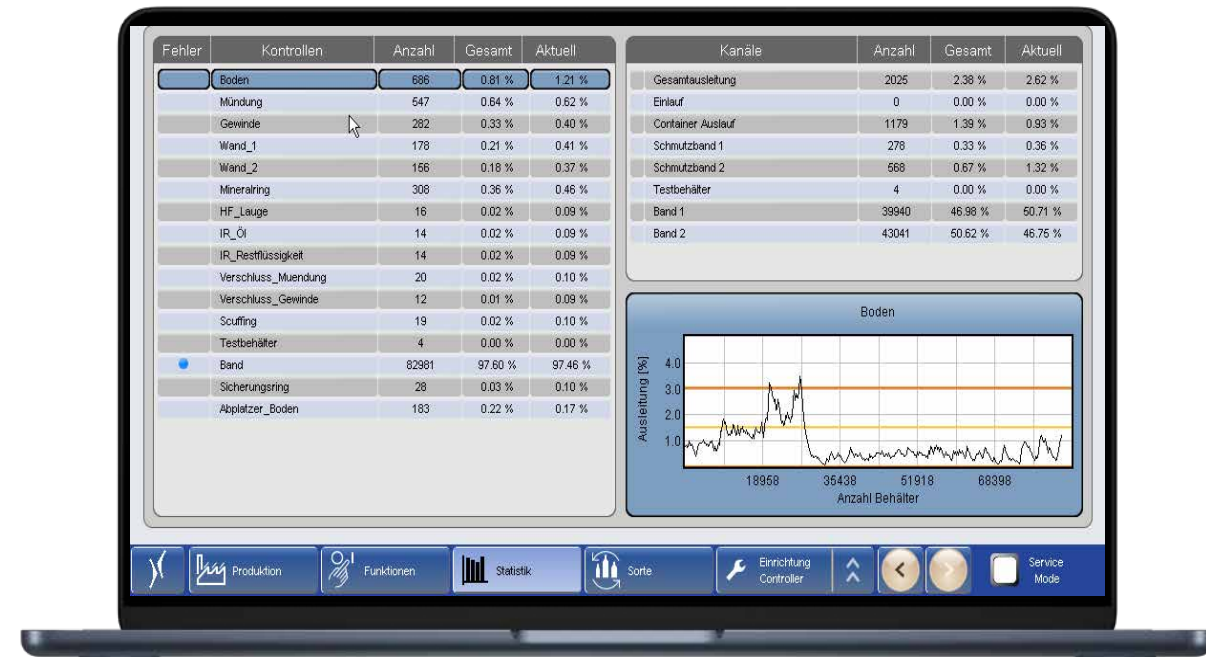 Fehler Kontrollen Anzahl Gesamt Aktuell
Boden 686 0.81 % 1.21 %
Mündung 547 0.64 % 0.62 %
Gewinde 282 0.33 % 0.40 %
Wand_1 178 0.21 % 0.41 %
Wand_2 156 0.18 % 0.37 %
Mineralring 308 0.36 % 0.46 %
HF_Lauge 16 0.02 % 0.09 %
IR_Öl 14 0.02 % 0.09 %
IR_Restflüssigkeit 14 0.02 % 0.09 %
Verschluss_Muendung 20 0.02 % 0.10 %
Verschluss_Gewinde 12 0.01 % 0.09 %
Scuffing 19 0.02 % 0.10 %
Testbehälter 4 0.00 % 0.00 %
Band 82981 97.60 % 97.46 %
Sicherungsring 28 0.03 % 0.10 %
Abplatzer_Boden 183 0.22 % 0.17 %
Kanäle Anzahl Gesamt Aktuell
Gesamtausleitung 2025 2.38 % 2.62 %
Einlauf 0 0.00 % 0.00 %
Container Auslauf 1179 1.39 % 0.93 %
Schmutzband 1 278 0.33 % 0.36 %
Schmutzband 2 568 0.67 % 1.32 %
Testbehälter 4 0.00 % 0.00 %
Band 1 39940 46.98 % 50.71 %
Band 2 43041 50.62 % 46.75 %
Boden
Ausleitung [%]
4.0
3.0
2.0
1.0
18958 35438 51918 68398
Anzahl Behälter
Produktion
Funktionen
Statistik
Sorte
Einrichtung
Controller
Service
Mode